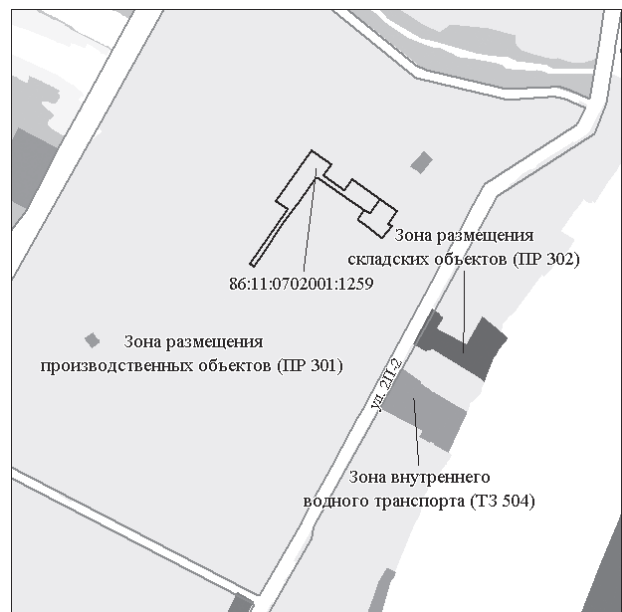 Зона размещения
складских объектов (ПР 302)
86:11:0702001:1259
Зона размещения
производственных объектов (ПР 301)
ул. 2П-2
Зона внутреннего
водного транспорта (ТЗ 504)